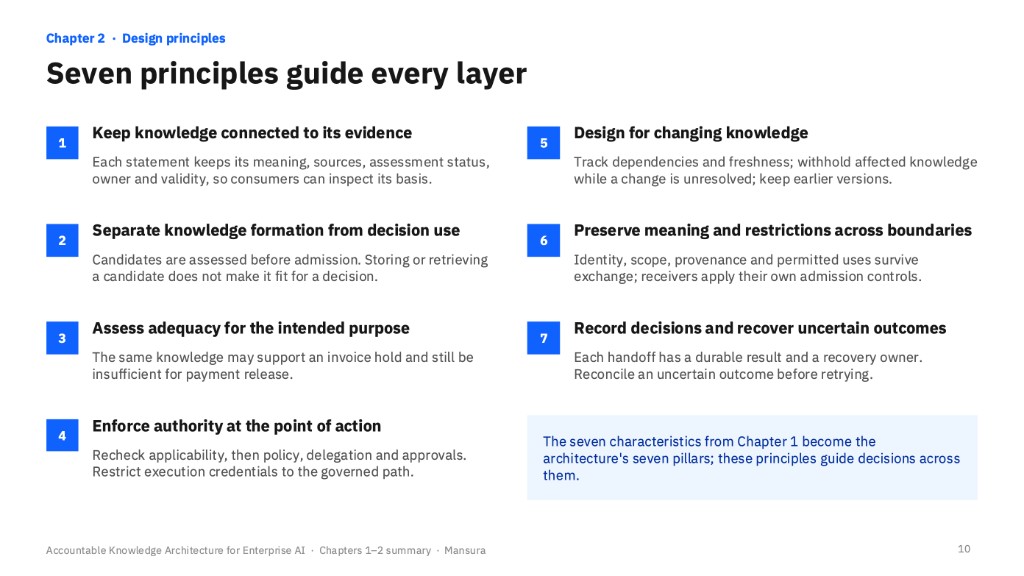 Chapter 2 · Design principles
Seven principles guide every layer
1
Keep knowledge connected to its evidence
Each statement keeps its meaning, sources, assessment status,
owner and validity, so consumers can inspect its basis.
2
Separate knowledge formation from decision use
Candidates are assessed before admission. Storing or retrieving
a candidate does not make it fit for a decision.
3
Assess adequacy for the intended purpose
The same knowledge may support an invoice hold and still be
insufficient for payment release.
4
Enforce authority at the point of action
Recheck applicability, then policy, delegation and approvals.
Restrict execution credentials to the governed path.
5
Design for changing knowledge
Track dependencies and freshness; withhold affected knowledge
while a change is unresolved; keep earlier versions.
6
Preserve meaning and restrictions across boundaries
Identity, scope, provenance and permitted uses survive
exchange; receivers apply their own admission controls.
7
Record decisions and recover uncertain outcomes
Each handoff has a durable result and a recovery owner.
Reconcile an uncertain outcome before retrying.
The seven characteristics from Chapter 1 become the
architecture's seven pillars; these principles guide decisions across
them.
Accountable Knowledge Architecture for Enterprise AI · Chapters 1–2 summary · Mansura
10